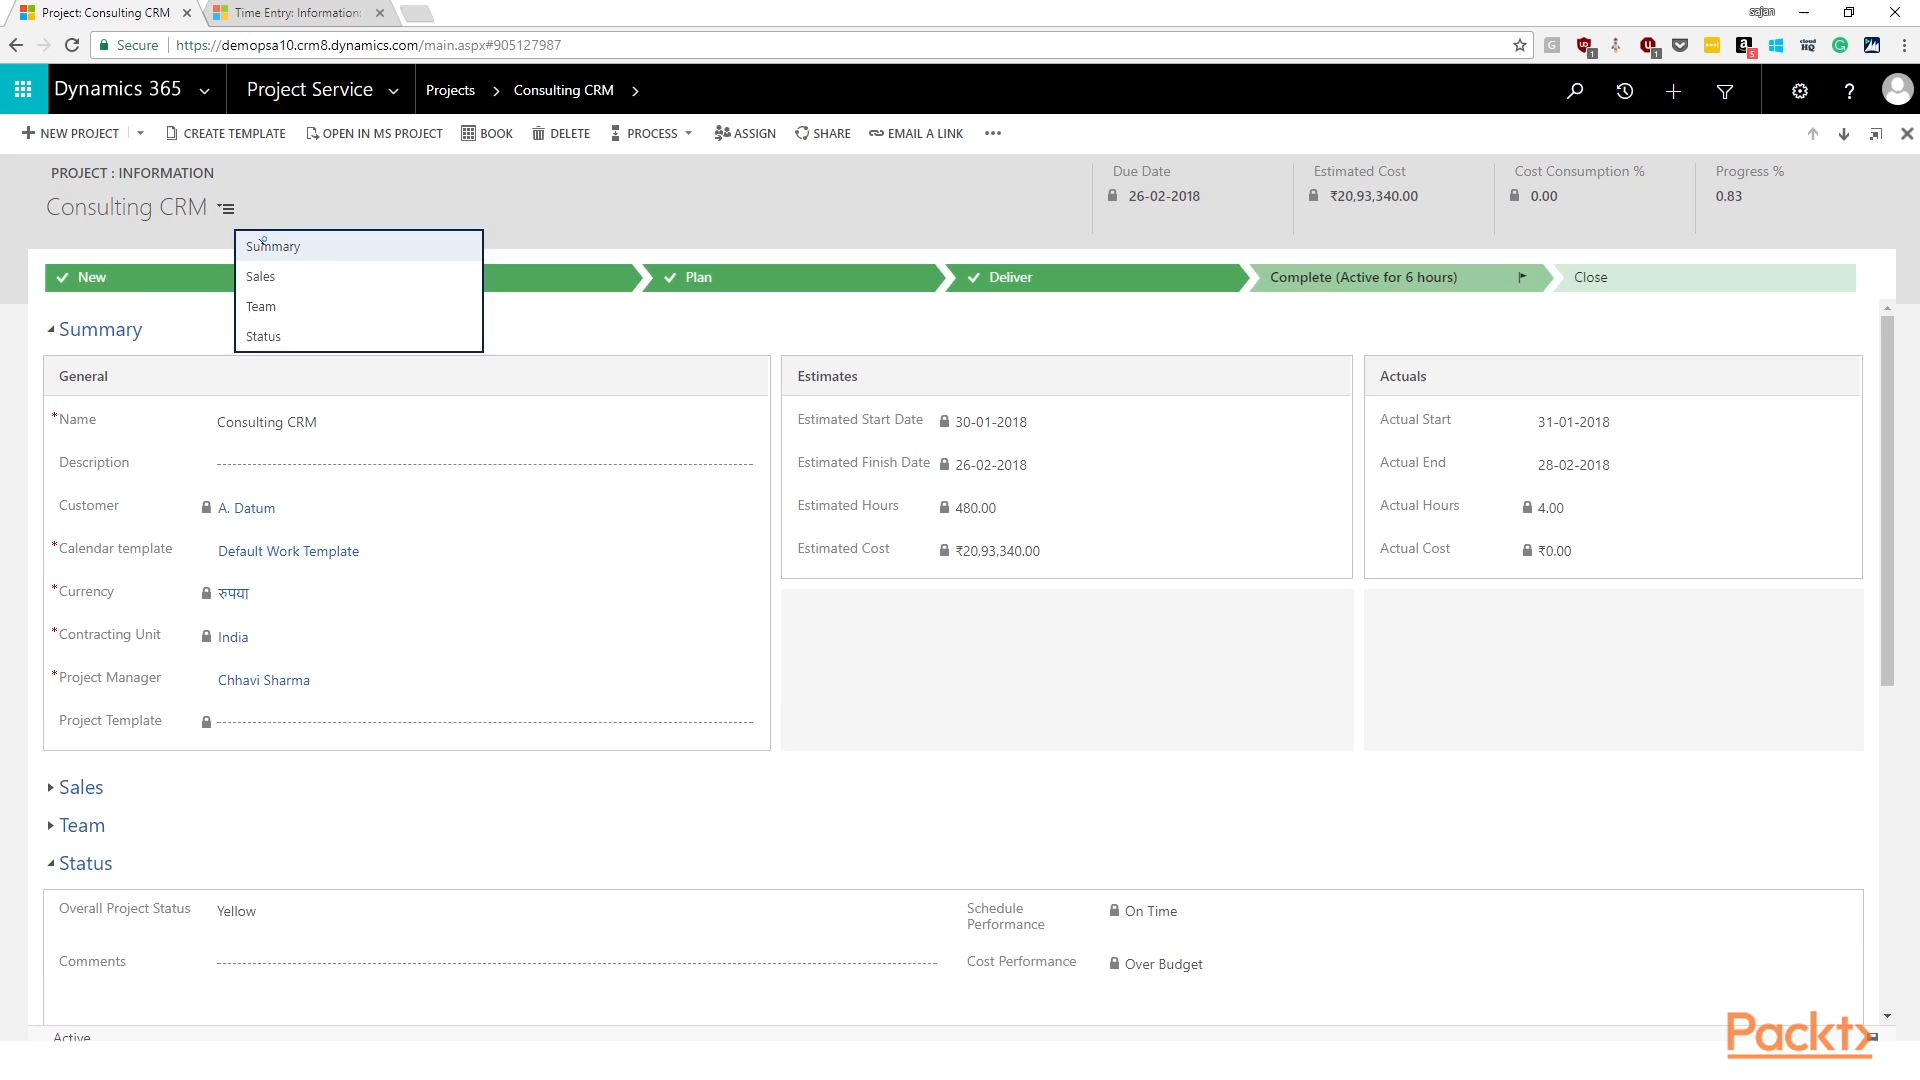 Project: Consulting CRM
Time Entry: Information:
sajan
Secure
https://demopsa10.crm8.dynamics.com/main.aspx#905127987
Dynamics 365
Project Service
Projects
Consulting CRM
NEW PROJECT
CREATE TEMPLATE
OPEN IN MS PROJECT
BOOK
DELETE
PROCESS
ASSIGN
SHARE
EMAIL A LINK
PROJECT : INFORMATION
Consulting CRM
Due Date
26-02-2018
Estimated Cost
₹20,93,340.00
Cost Consumption %
0.00
Progress %
0.83
Summary
Sales
Team
Status
New
Plan
Deliver
Complete (Active for 6 hours)
Close
Summary
General
*Name
Consulting CRM
Description
Customer
A. Datum
*Calendar template
Default Work Template
*Currency
रुपया
*Contracting Unit
India
*Project Manager
Chhavi Sharma
Project Template
Estimates
Estimated Start Date
30-01-2018
Estimated Finish Date
26-02-2018
Estimated Hours
480.00
Estimated Cost
₹20,93,340.00
Actuals
Actual Start
31-01-2018
Actual End
28-02-2018
Actual Hours
4.00
Actual Cost
₹0.00
Sales
Team
Status
Overall Project Status
Yellow
Comments
Schedule
Performance
On Time
Cost Performance
Over Budget
Active
Packt